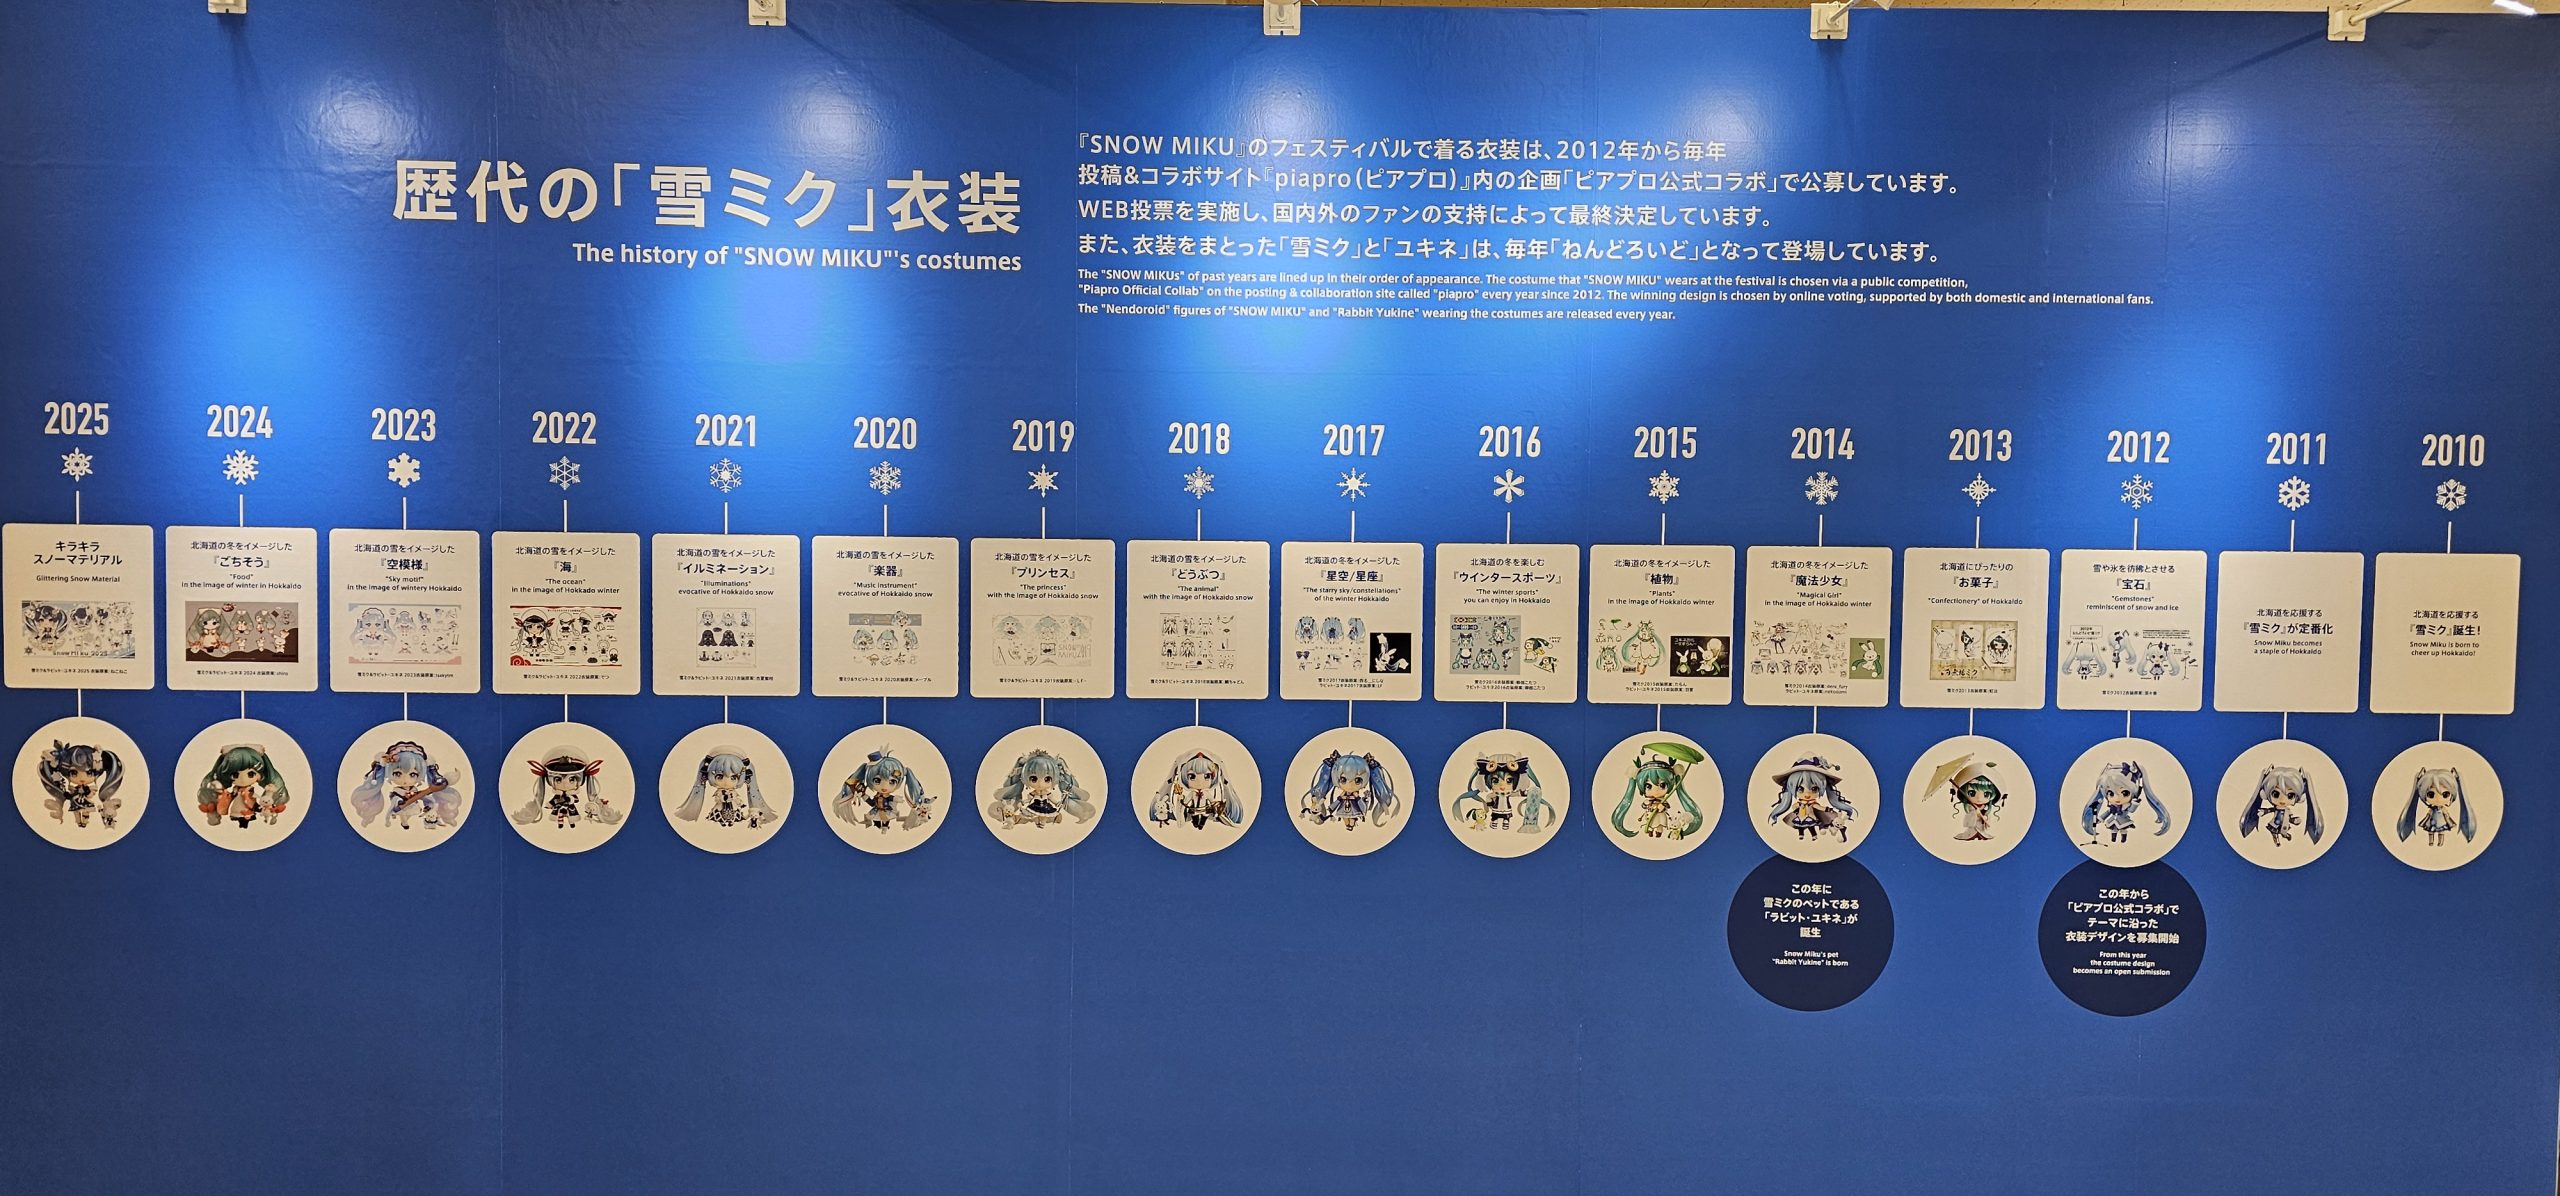 歴代の「雪ミク」衣装
The history of "SNOW MIKU"'s costumes
『SNOW MIKU』のフェスティバルで着る衣装は、2012年から毎年
投稿&コラボサイト『piapro（ピアプロ）』内の企画「ピアプロ公式コラボ」で公募しています。
WEB投票を実施し、国内外のファンの支持によって最終決定しています。
また、衣装をまとった「雪ミク」と「ユキネ」は、毎年「ねんどろいど」となって登場しています。
The "SNOW MIKUs" of past years are lined up in their order of appearance. The costume that "SNOW MIKU" wears at the festival is chosen via a public competition,
"Piapro Official Collab" on the posting & collaboration site called "piapro" every year since 2012. The winning design is chosen by online voting, supported by both domestic and international fans.
The "Nendoroid" figures of "SNOW MIKU" and "Rabbit Yukine" wearing the costumes are released every year.
2025
キラキラ
スノーマテリアル
Glittering Snow Material
2024
北海道の冬をイメージした
『ごちそう』
"Food"
in the image of winter in Hokkaido
2023
北海道の雪をイメージした
『空模様』
"Sky motif"
in the image of wintery Hokkaido
2022
北海道の雪をイメージした
『海』
"The ocean"
in the image of Hokkado winter
2021
北海道の雪をイメージした
『イルミネーション』
"Illuminations"
evocative of Hokkaido snow
2020
北海道の雪をイメージした
『楽器』
"Music instrument"
evocative of Hokkaido snow
2019
北海道の雪をイメージした
『プリンセス』
"The princess"
with the image of Hokkaido snow
2018
北海道の雪をイメージした
『どうぶつ』
"The animal"
with the image of Hokkaido snow
2017
北海道の冬をイメージした
『星空/星座』
"The starry sky/constellations"
of the winter Hokkaido
2016
北海道の冬を楽しむ
『ウインタースポーツ』
"The winter sports"
you can enjoy in Hokkaido
2015
北海道の冬をイメージした
『植物』
"Plants"
in the image of Hokkaido winter
2014
北海道の冬をイメージした
『魔法少女』
"Magical Girl"
in the image of Hokkaido winter
この年に
雪ミクのペットである
「ラビット・ユキネ」が
誕生
Snow Miku's pet
"Rabbit Yukine" is born
2013
北海道にぴったりの
『お菓子』
"Confectionery" of Hokkaido
2012
雪や氷を彷彿とさせる
『宝石』
"Gemstones"
reminiscent of snow and ice
この年から
「ピアプロ公式コラボ」で
テーマに沿った
衣装デザインを募集開始
From this year
the costume design
becomes an open submission
2011
北海道を応援する
『雪ミク』が定番化
Snow Miku becomes
a staple of Hokkaido
2010
北海道を応援する
『雪ミク』誕生！
Snow Miku is born to
cheer up Hokkaido!